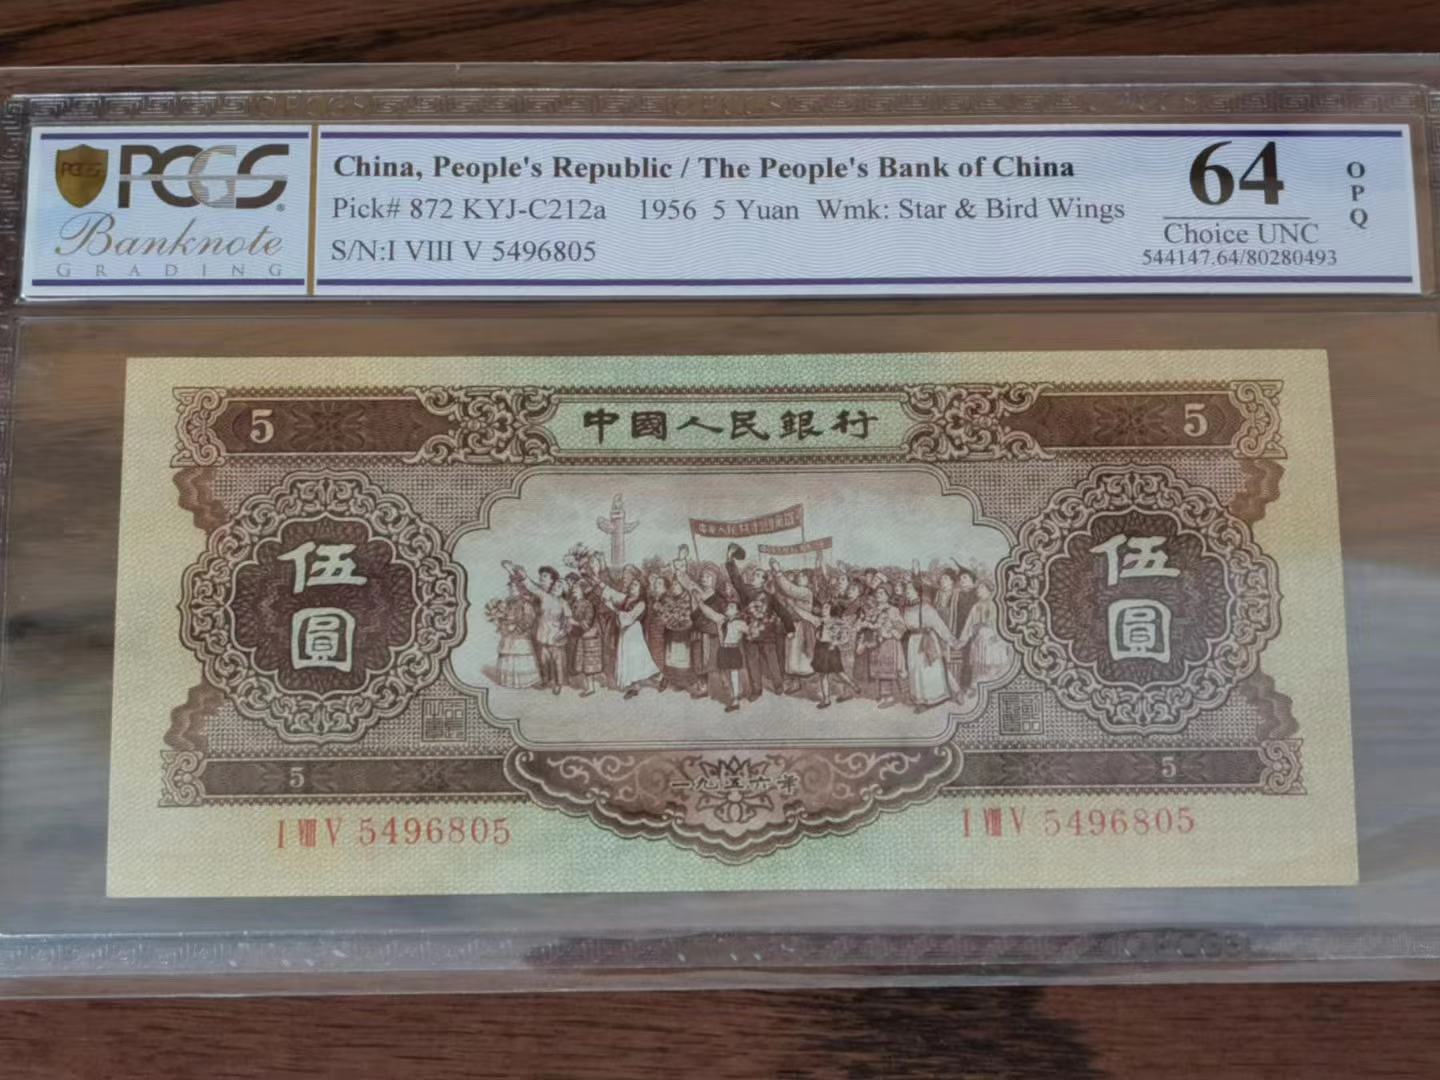 PCGS
Banknote
GRADING
China, People's Republic / The People's Bank of China
Pick# 872 KYJ-C212a 1956 5 Yuan Wmk: Star & Bird Wings
S/N:I VIII V 5496805
64
Choice UNC
544147.64/80280493
OPQ
5 中國人民銀行 5
伍圓 伍圓
5 一九五六年 5
I VIII V 5496805 I VIII V 5496805